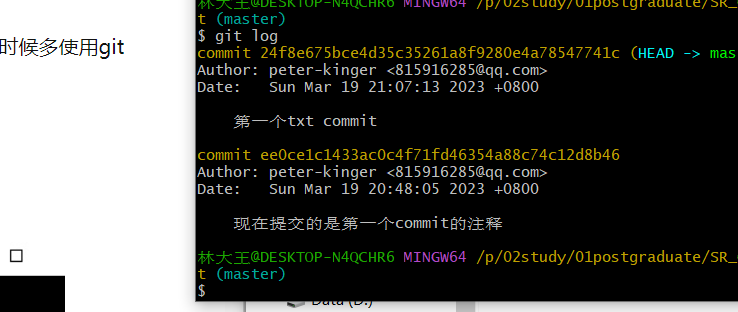 时候多使用git
林大王@DESKTOP-N4QCHR6 MINGW64 /p/02study/01postgraduate/SR_
t (master)
$ git log
commit 24f8e675bce4d35c35261a8f9280e4a78547741c (HEAD -> mas
Author: peter-kinger <815916285@qq.com>
Date:   Sun Mar 19 21:07:13 2023 +0800
第一个txt commit
commit ee0ce1c1433ac0c4f71fd46354a88c74c12d8b46
Author: peter-kinger <815916285@qq.com>
Date:   Sun Mar 19 20:48:05 2023 +0800
现在提交的是第一个commit的注释
林大王@DESKTOP-N4QCHR6 MINGW64 /p/02study/01postgraduate/SR_
t (master)
$
Data (D:)